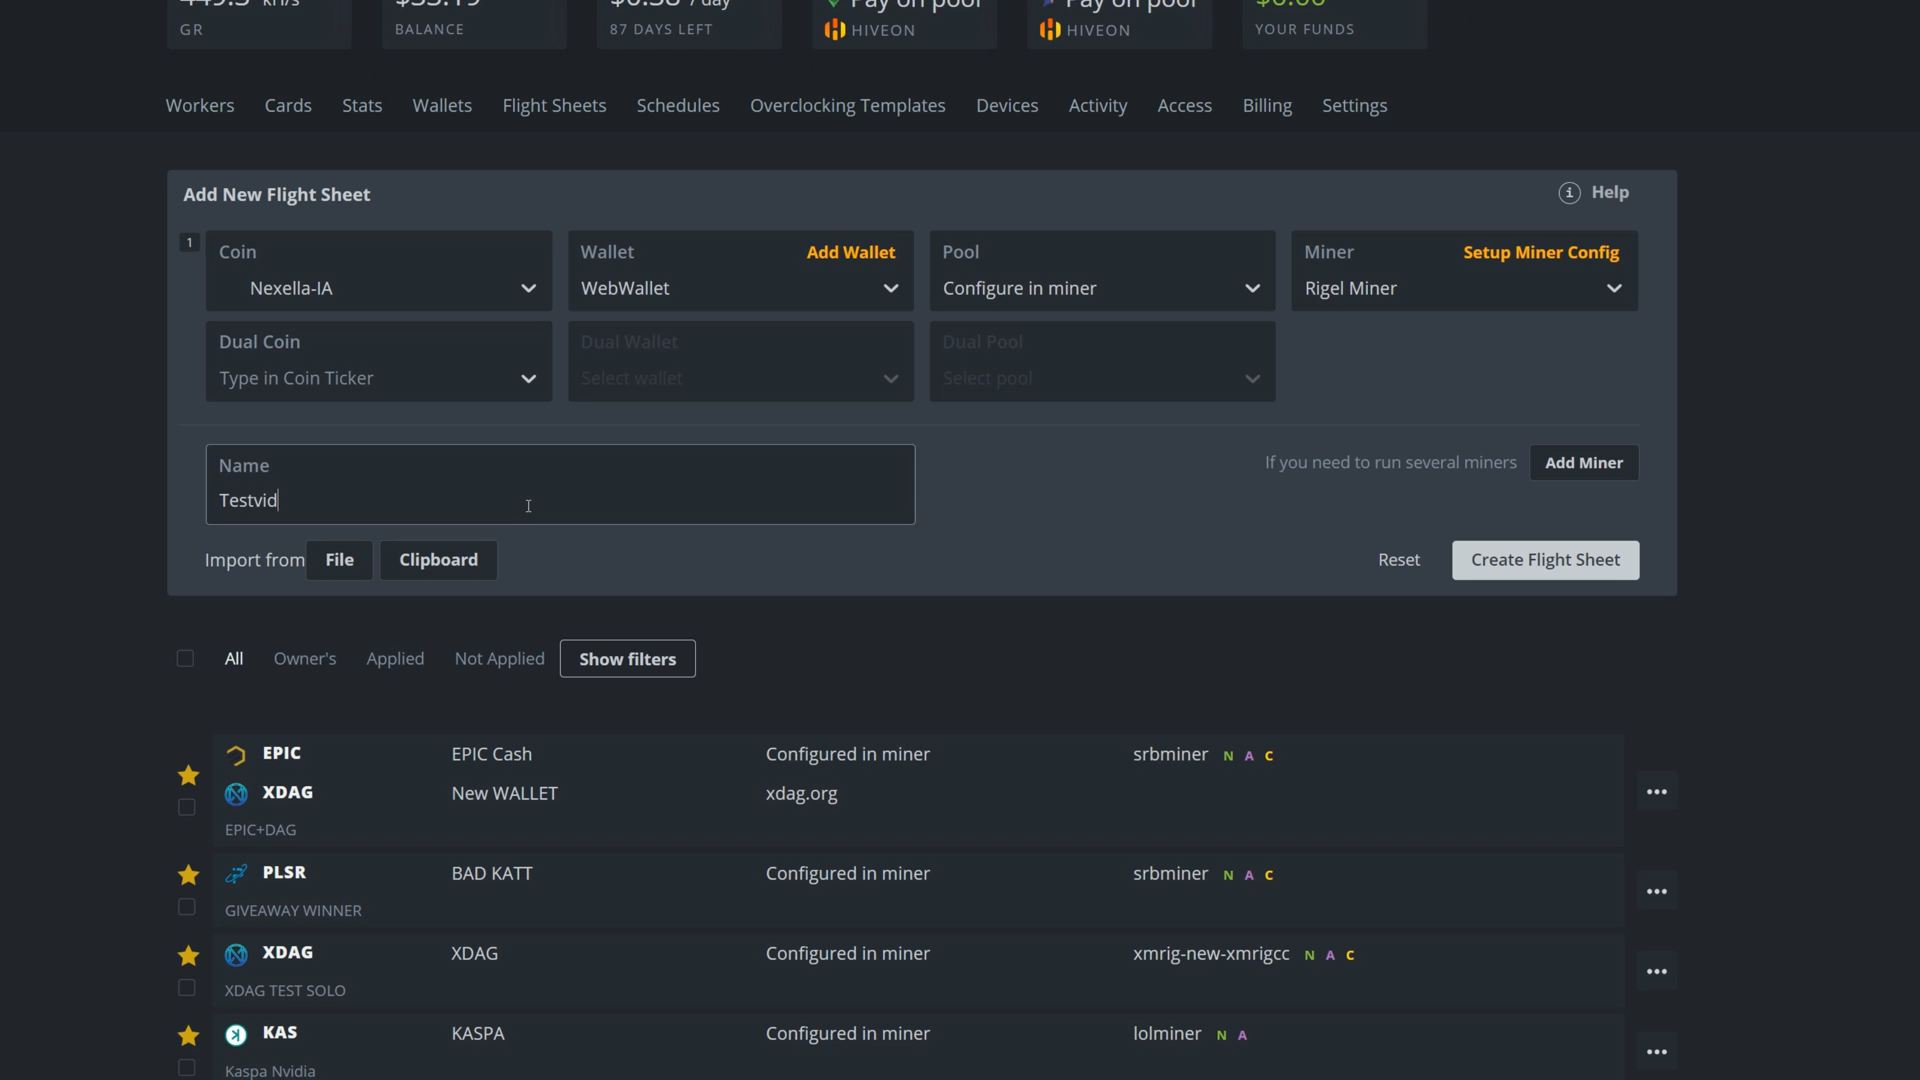 GR BALANCE 87 DAYS LEFT HIVEON HIVEON YOUR FUNDS
Workers Cards Stats Wallets Flight Sheets Schedules Overclocking Templates Devices Activity Access Billing Settings
Add New Flight Sheet Help
1 Coin Wallet Add Wallet Pool Miner Setup Miner Config
Nexella-IA WebWallet Configure in miner Rigel Miner
Dual Coin Dual Wallet Dual Pool
Type in Coin Ticker Select wallet Select pool
Name
If you need to run several miners Add Miner
Testvid
Import from File Clipboard Reset Create Flight Sheet
All Owner's Applied Not Applied Show filters
EPIC EPIC Cash Configured in miner srbminer N A C
XDAG New WALLET xdag.org
EPIC+DAG
PLSR BAD KATT Configured in miner srbminer N A C
GIVEAWAY WINNER
XDAG XDAG Configured in miner xmrig-new-xmrigcc N A C
XDAG TEST SOLO
KAS KASPA Configured in miner lolminer N A
Kaspa Nvidia